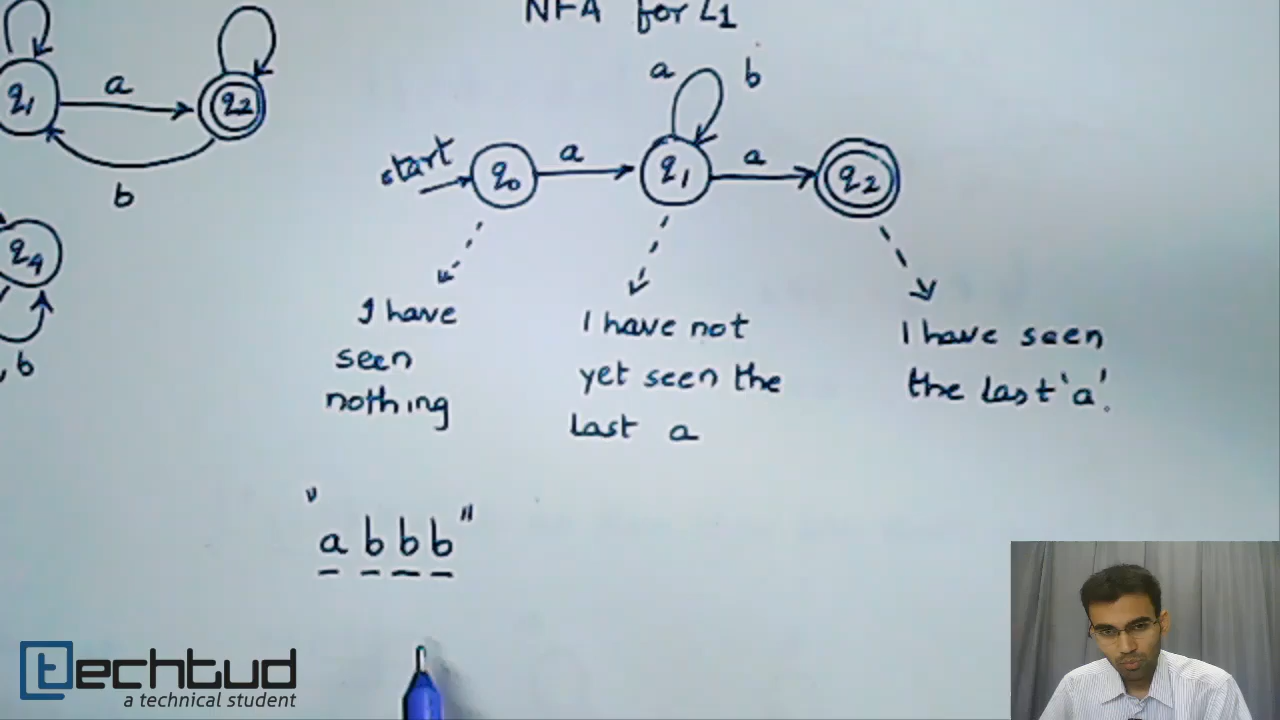 NFA for L1
a b
q1 a q2
start q0 a q1 a q2
b
q4
I have seen nothing
I have not yet seen the last a
I have seen the last 'a'.
, b
"abbb"
techtud
a technical student